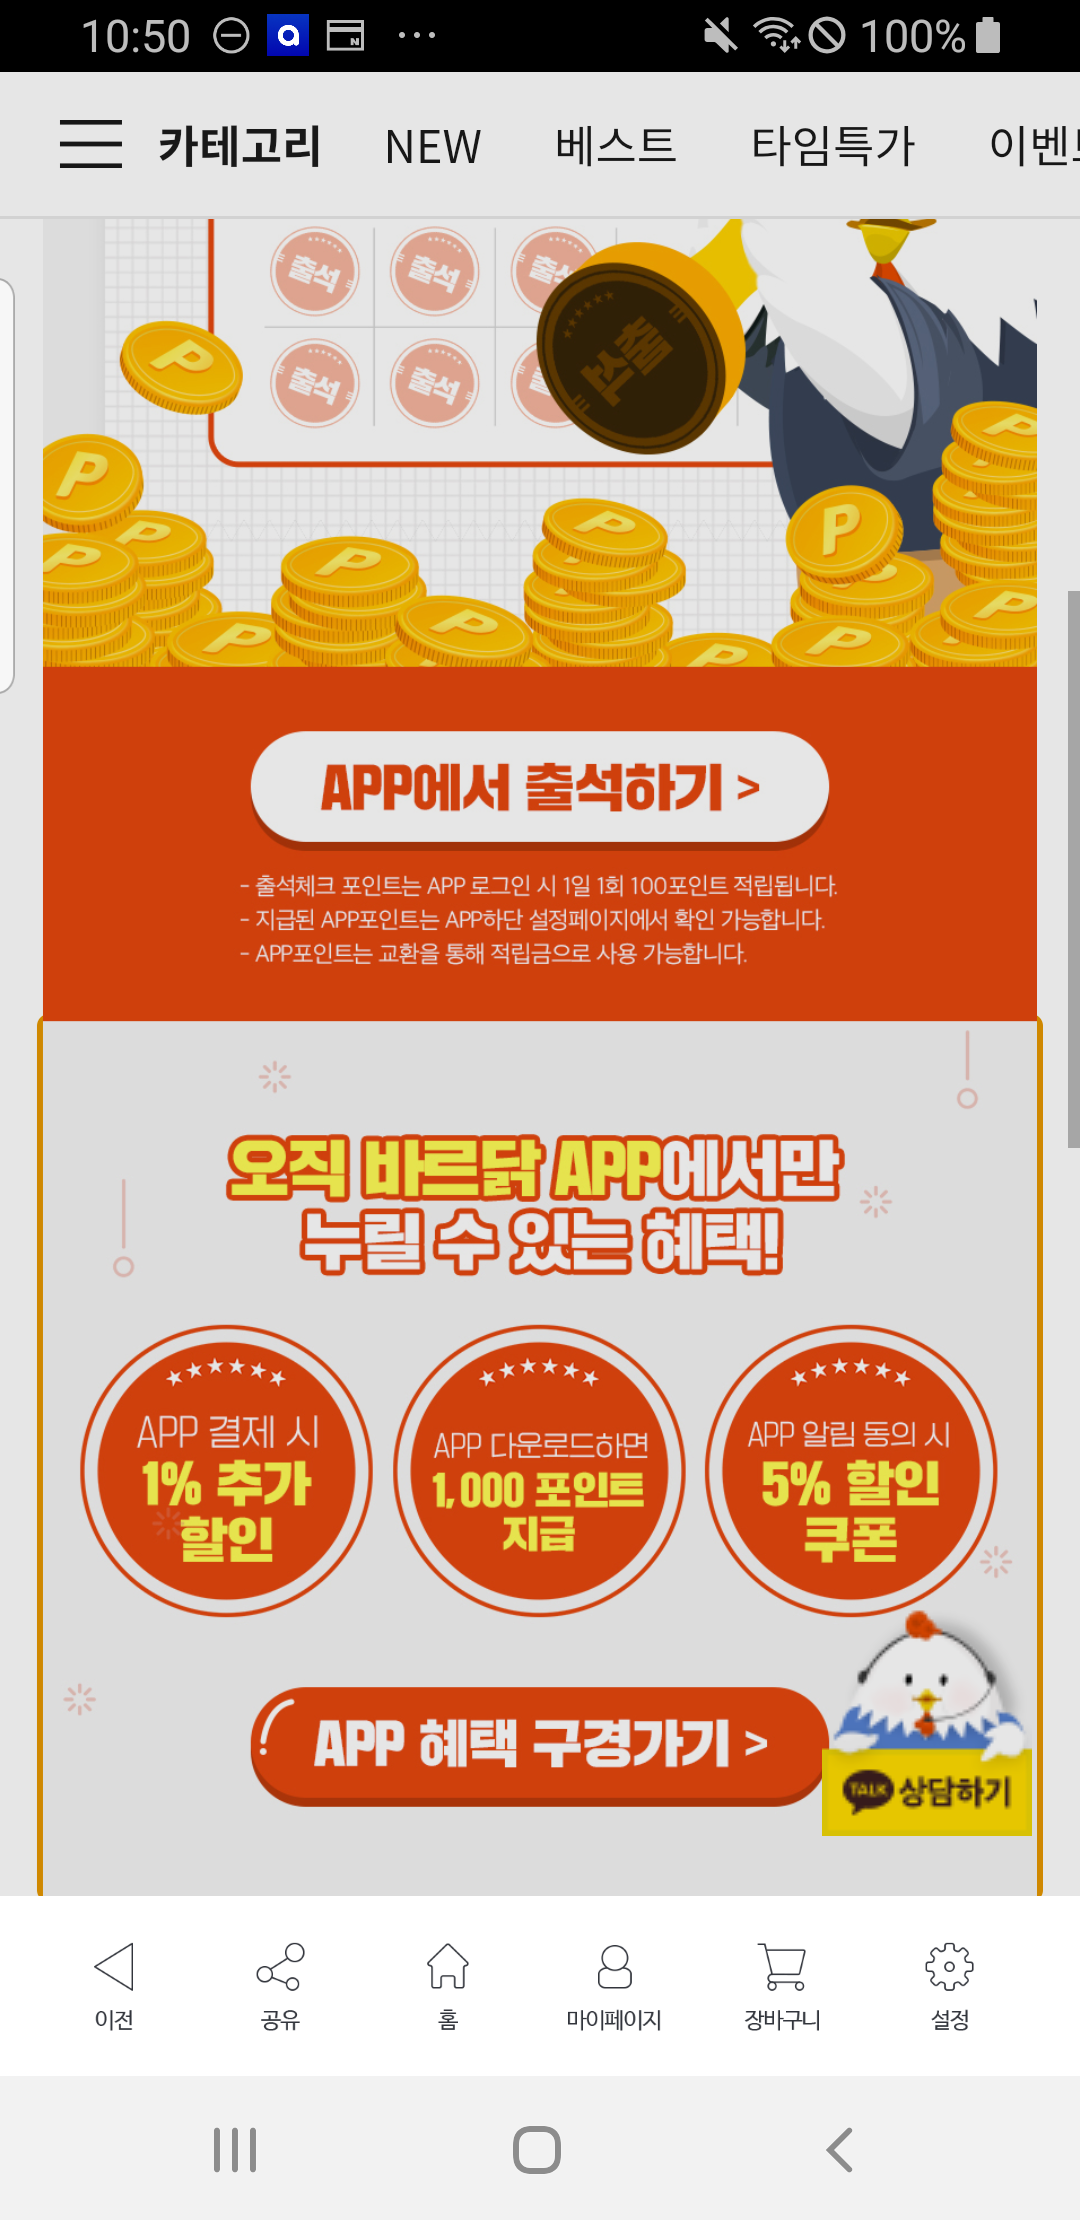 10:50
100%
카테고리 NEW 베스트 타임특가
출석 출석 출석
출석 출석
출석
P
P
P
P
P
P
P
P
P
P
P
P
P
APP에서 출석하기 >
- 출석체크 포인트는 APP 로그인 시 1일 1회 100포인트 적립됩니다.
- 지급된 APP포인트는 APP하단 설정페이지에서 확인 가능합니다.
- APP포인트는 교환을 통해 적립금으로 사용 가능합니다.
오직 바르닭 APP에서만
누릴 수 있는 혜택!
APP 결제 시
1% 추가
할인
APP 다운로드하면
1,000 포인트
지급
APP 알림 동의 시
5% 할인
쿠폰
APP 혜택 구경가기 >
TALK 상담하기
이전 공유 홈 마이페이지 장바구니 설정